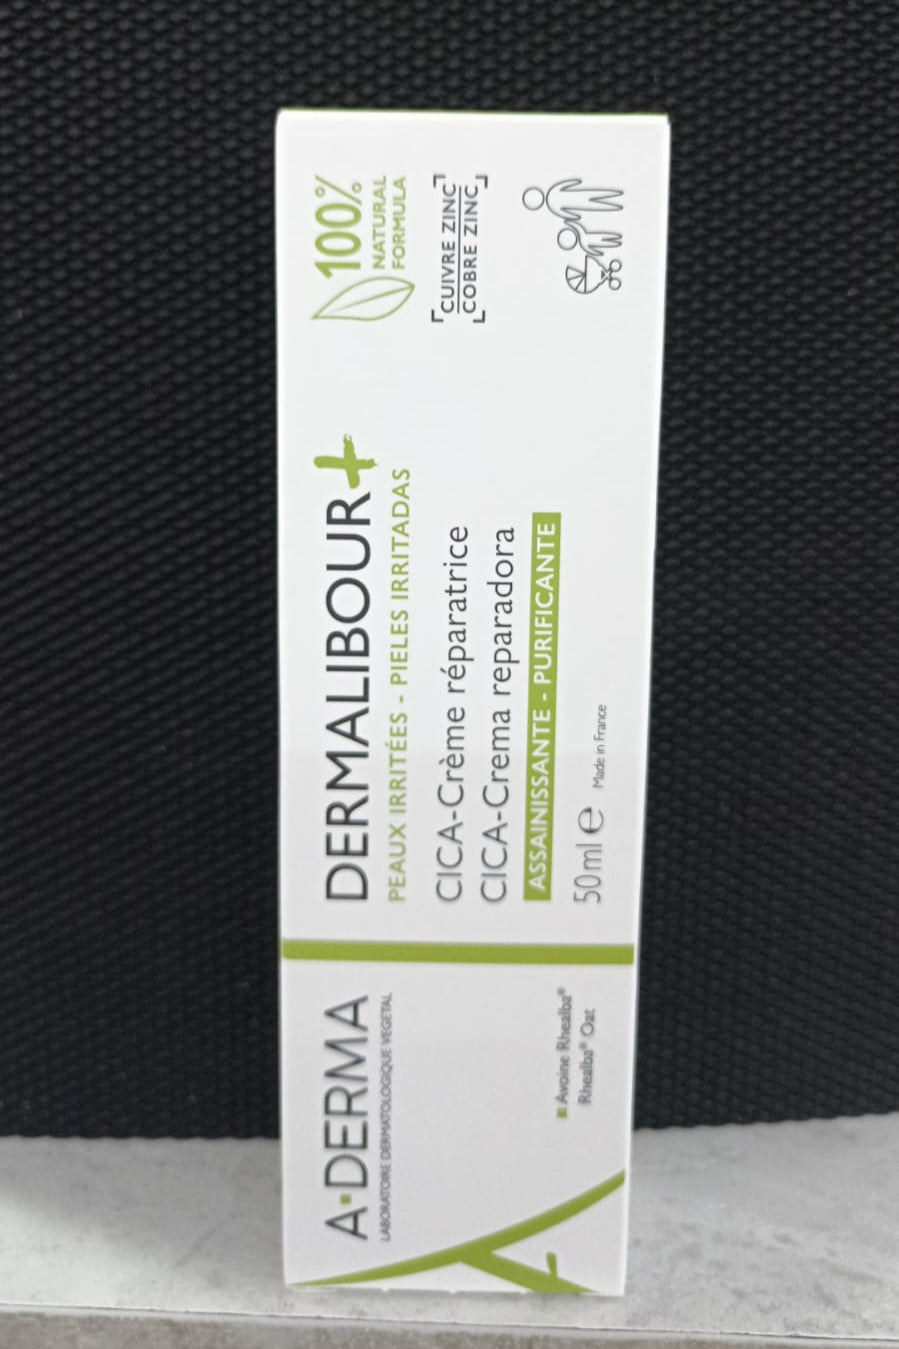 A·DERMA
LABORATOIRE DERMATOLOGIQUE VEGETAL
Avoine Rhealba®
Rhealba® Oat
DERMALIBOUR+
PEAUX IRRITÉES - PIELES IRRITADAS
CICA-Crème réparatrice
CICA-Crema reparadora
ASSAINISSANTE - PURIFICANTE
50ml ℮ Made in France
100%
NATURAL
FORMULA
CUIVRE ZINC
COBRE ZINC